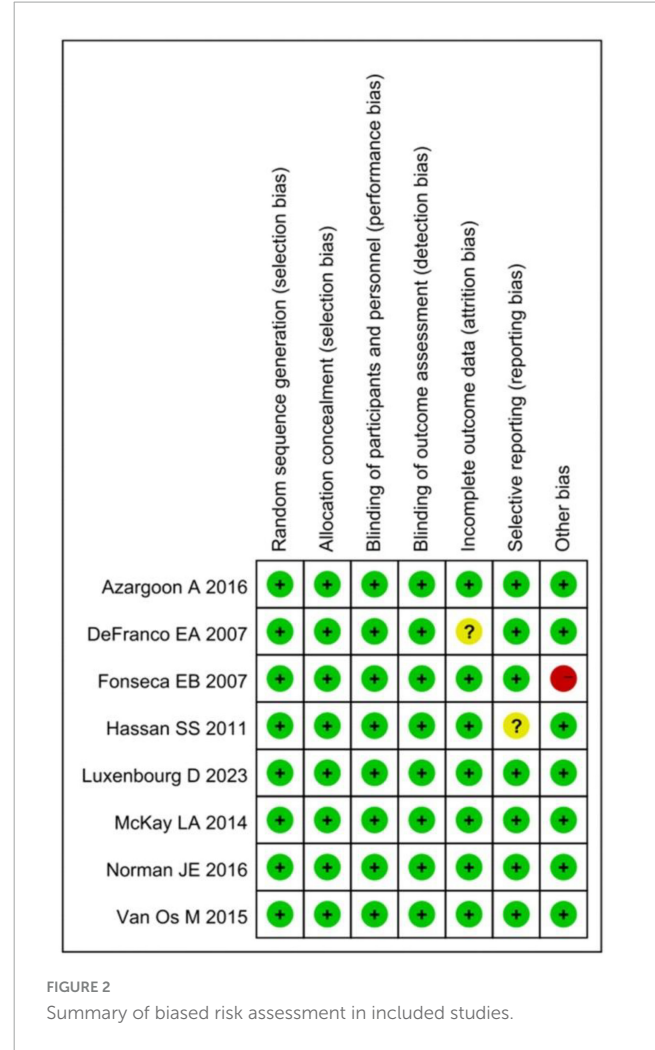 Random sequence generation (selection bias)
Allocation concealment (selection bias)
Blinding of participants and personnel (performance bias)
Blinding of outcome assessment (detection bias)
Incomplete outcome data (attrition bias)
Selective reporting (reporting bias)
Other bias
Azargoon A 2016 + + + + + + +
DeFranco EA 2007 + + + + ? + +
Fonseca EB 2007 + + + + + + -
Hassan SS 2011 + + + + + ? +
Luxenbourg D 2023 + + + + + + +
McKay LA 2014 + + + + + + +
Norman JE 2016 + + + + + + +
Van Os M 2015 + + + + + + +
FIGURE 2
Summary of biased risk assessment in included studies.